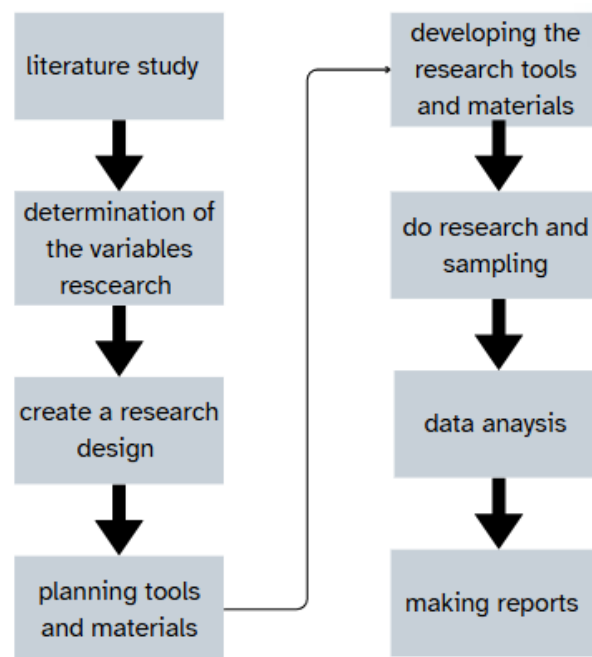 literature study
determination of
the variables
rescearch
create a research
design
planning tools
and materials
developing the
research tools
and materials
do research and
sampling
data anaysis
making reports